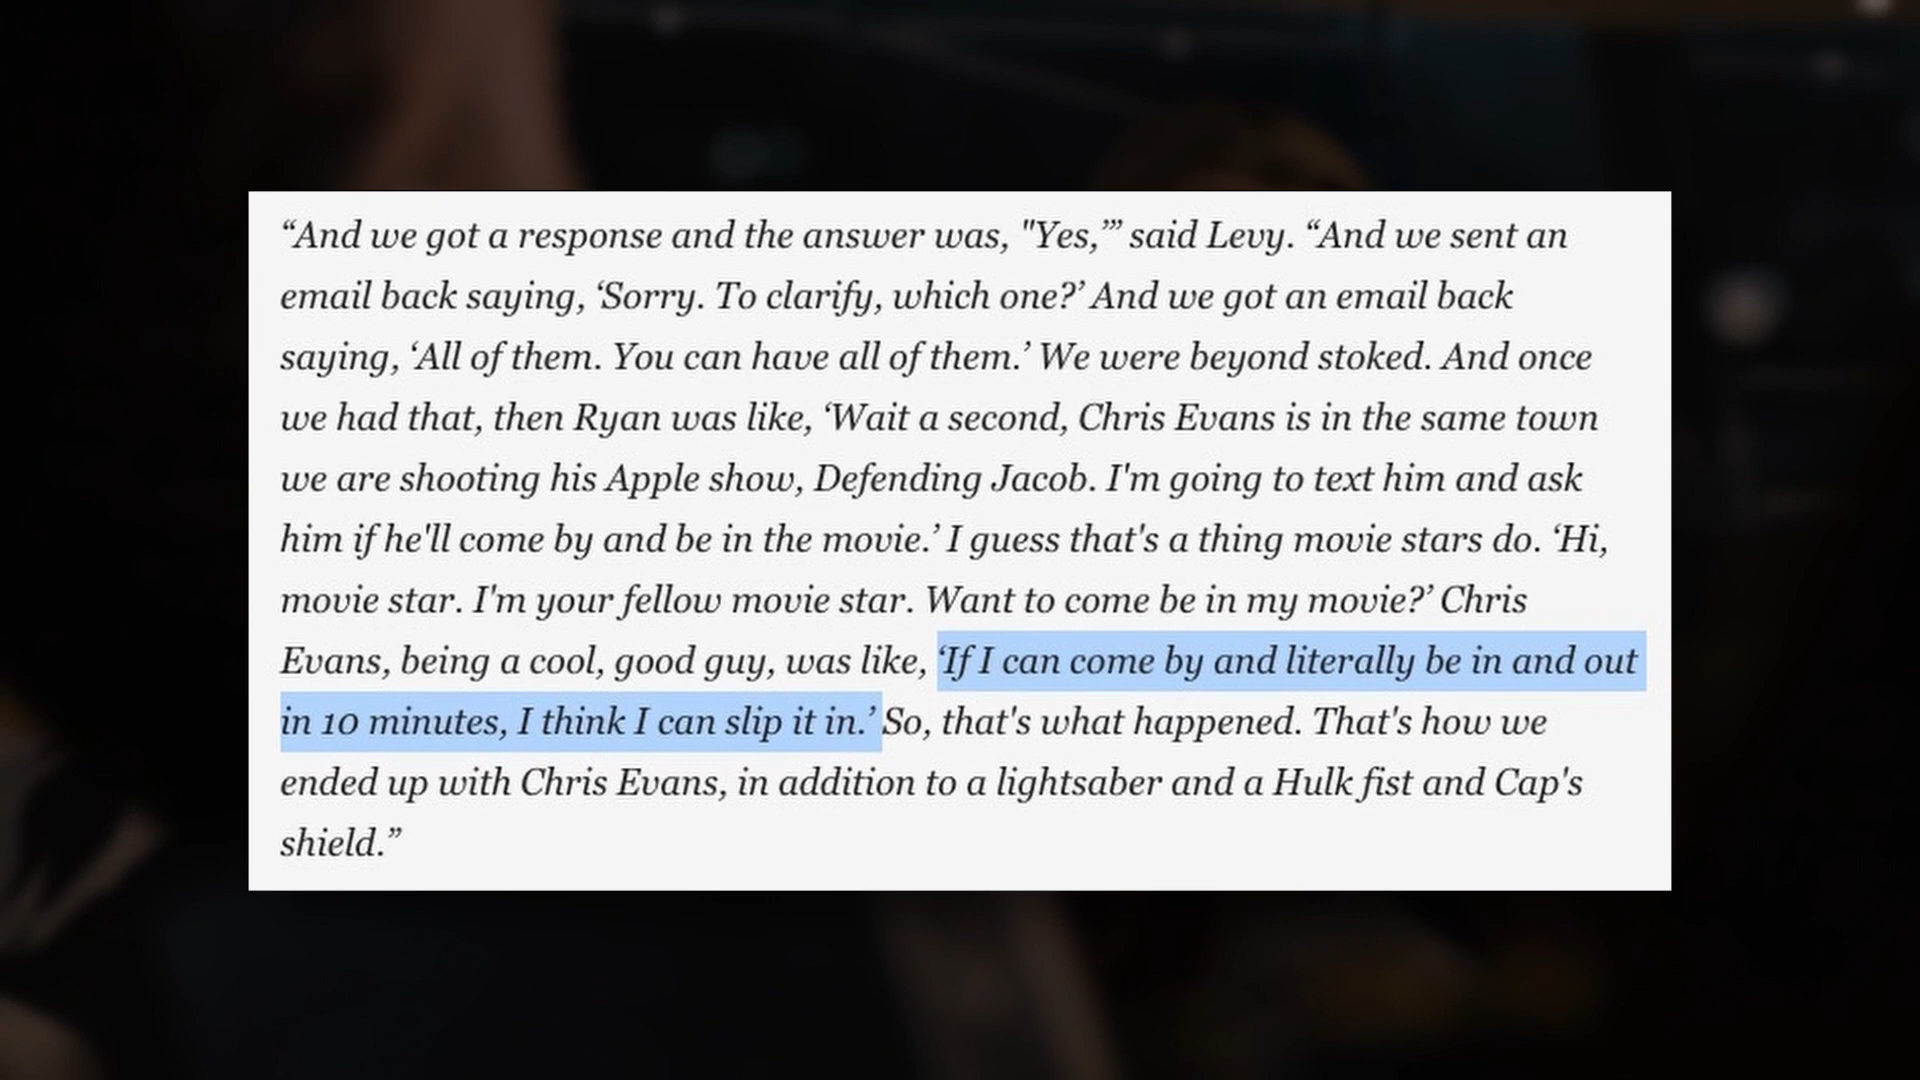 “And we got a response and the answer was, "Yes,’” said Levy. “And we sent an
email back saying, ‘Sorry. To clarify, which one?’ And we got an email back
saying, ‘All of them. You can have all of them.’ We were beyond stoked. And once
we had that, then Ryan was like, ‘Wait a second, Chris Evans is in the same town
we are shooting his Apple show, Defending Jacob. I'm going to text him and ask
him if he'll come by and be in the movie.’ I guess that's a thing movie stars do. ‘Hi,
movie star. I'm your fellow movie star. Want to come be in my movie?’ Chris
Evans, being a cool, good guy, was like, ‘If I can come by and literally be in and out
in 10 minutes, I think I can slip it in.’ So, that's what happened. That's how we
ended up with Chris Evans, in addition to a lightsaber and a Hulk fist and Cap's
shield.”